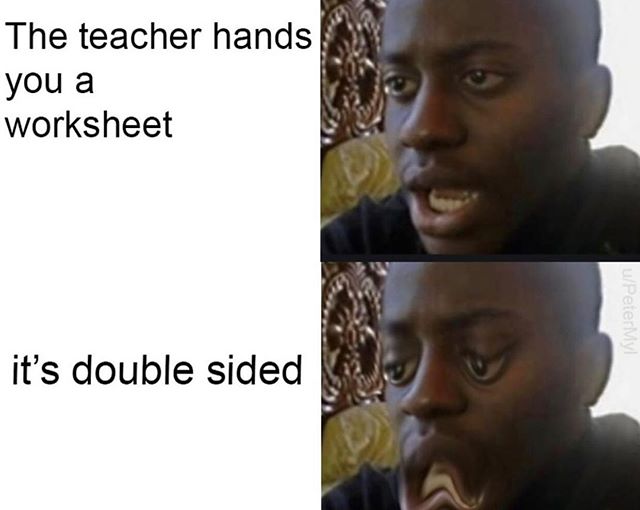 The teacher hands
you a
worksheet
it's double sided
u/PeterMyl